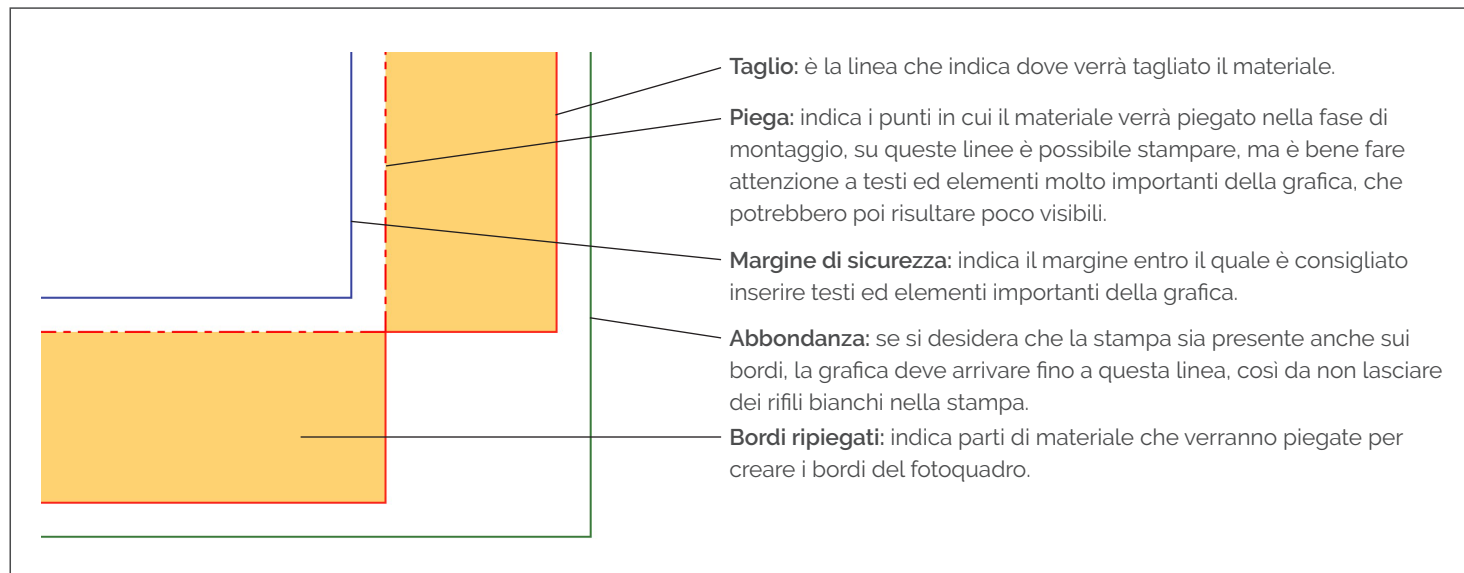 Taglio: è la linea che indica dove verrà tagliato il materiale.
Piega: indica i punti in cui il materiale verrà piegato nella fase di
montaggio, su queste linee è possibile stampare, ma è bene fare
attenzione a testi ed elementi molto importanti della grafica, che
potrebbero poi risultare poco visibili.
Margine di sicurezza: indica il margine entro il quale è consigliato
inserire testi ed elementi importanti della grafica.
Abbondanza: se si desidera che la stampa sia presente anche sui
bordi, la grafica deve arrivare fino a questa linea, così da non lasciare
dei rifili bianchi nella stampa.
Bordi ripiegati: indica parti di materiale che verranno piegate per
creare i bordi del fotoquadro.